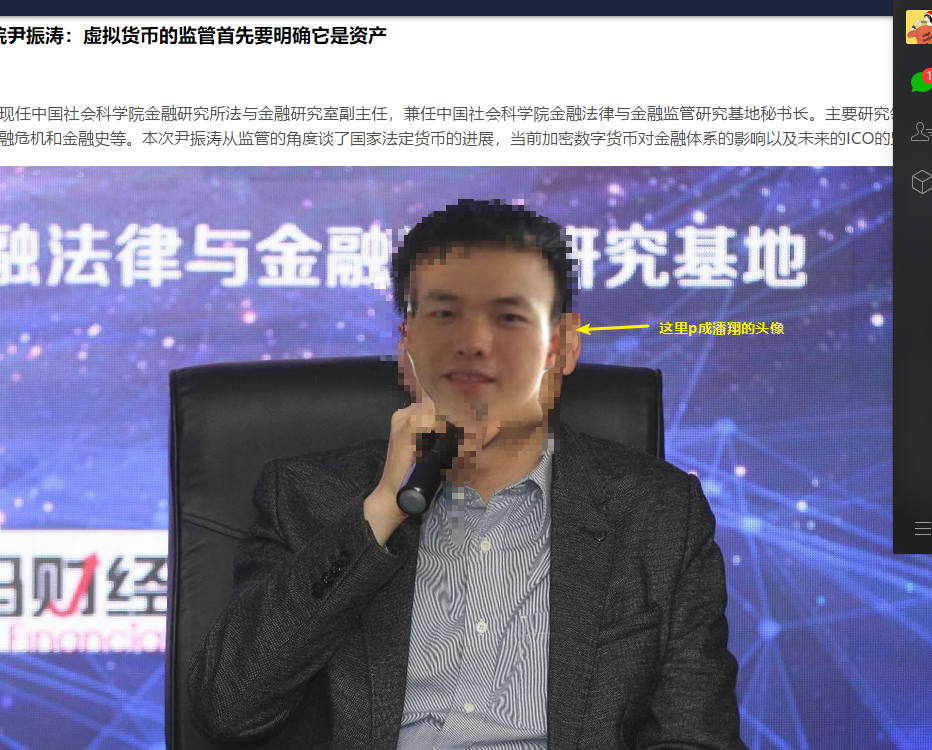 院尹振涛：虚拟货币的监管首先要明确它是资产
现任中国社会科学院金融研究所法与金融研究室副主任，兼任中国社会科学院金融法律与金融监管研究基地秘书长。主要研究
融危机和金融史等。本次尹振涛从监管的角度谈了国家法定货币的进展，当前加密数字货币对金融体系的影响以及未来的ICO的
融法律与金融 研究基地
这里p成潘翔的头像
财经
Financia
1